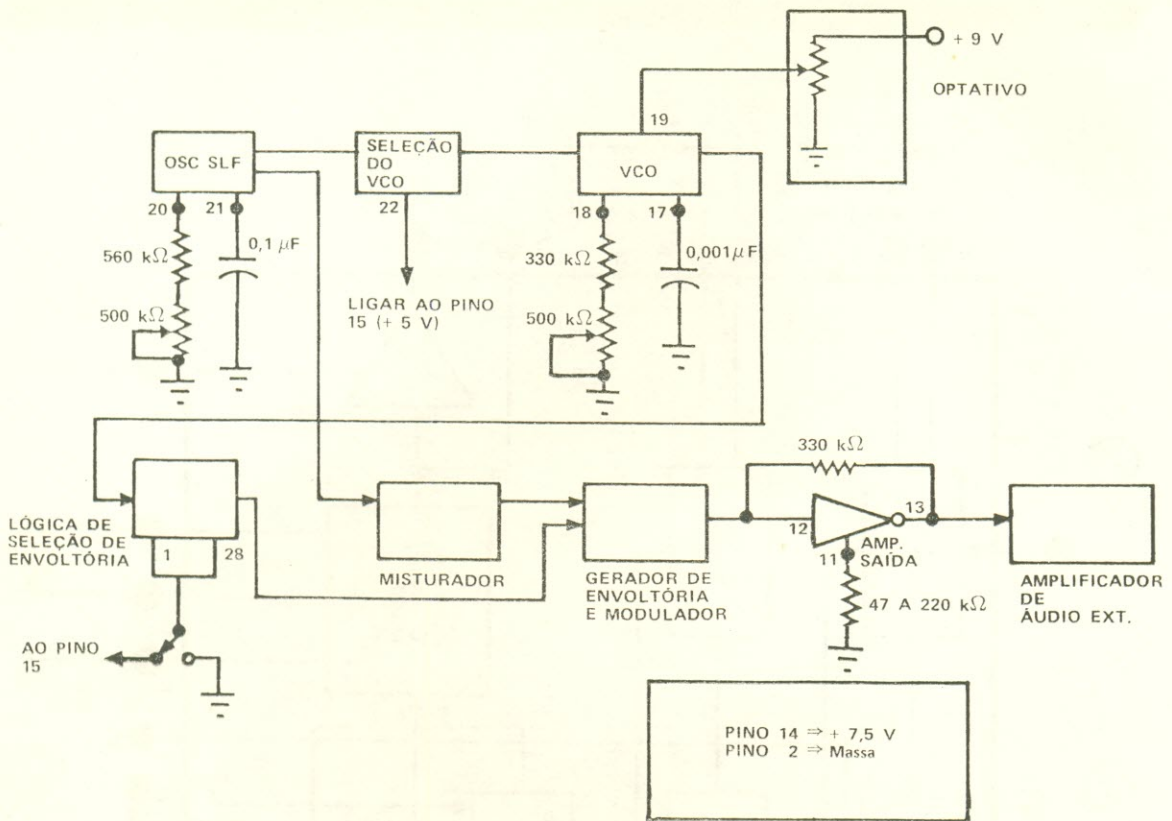 + 9 V
OPTATIVO
19
OSC SLF
SELEÇÃO
DO
VCO
VCO
20
21
22
18
17
560 kΩ
0,1 μF
330 kΩ
0,001μF
500 kΩ
LIGAR AO PINO
15 (+ 5 V)
500 kΩ
330 kΩ
LÓGICA DE
SELEÇÃO DE
ENVOLTÓRIA
1
28
12
13
11
AMP.
SAÍDA
MISTURADOR
GERADOR DE
ENVOLTÓRIA
E MODULADOR
47 A 220 kΩ
AMPLIFICADOR
DE
ÁUDIO EXT.
AO PINO
15
PINO 14 ⇒ + 7,5 V
PINO 2 ⇒ Massa